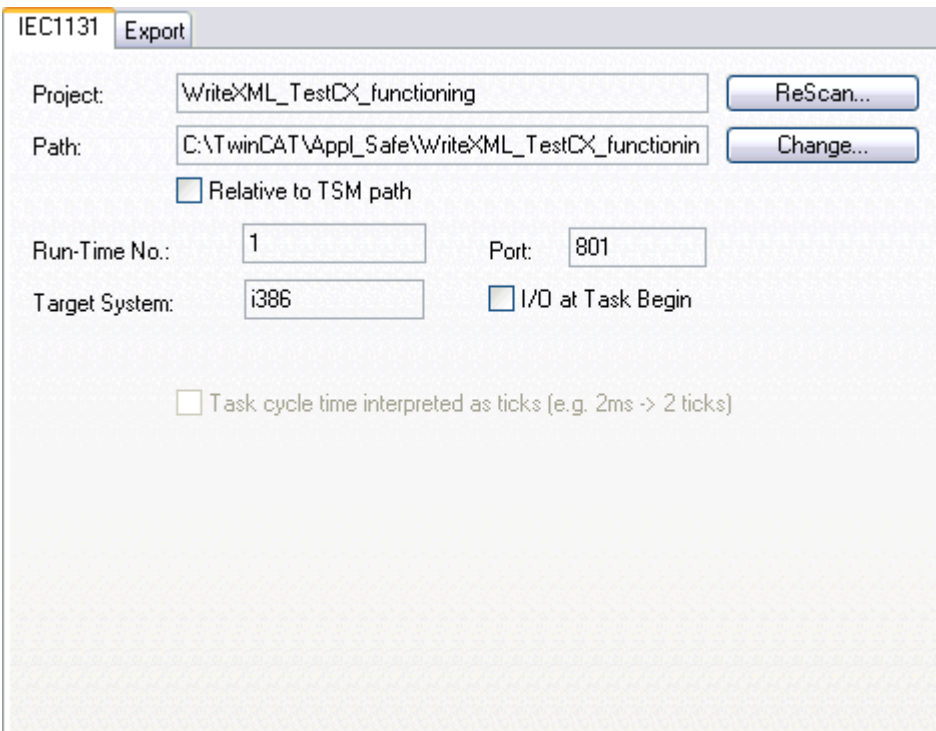 IEC1131 Export
Project: WriteXML_TestCX_functioning ReScan...
Path: C:\TwinCAT\Appl_Safe\WriteXML_TestCX_functionin Change...
Relative to TSM path
Run-Time No.: 1 Port: 801
Target System: i386 I/O at Task Begin
Task cycle time interpreted as ticks (e.g. 2ms -> 2 ticks)